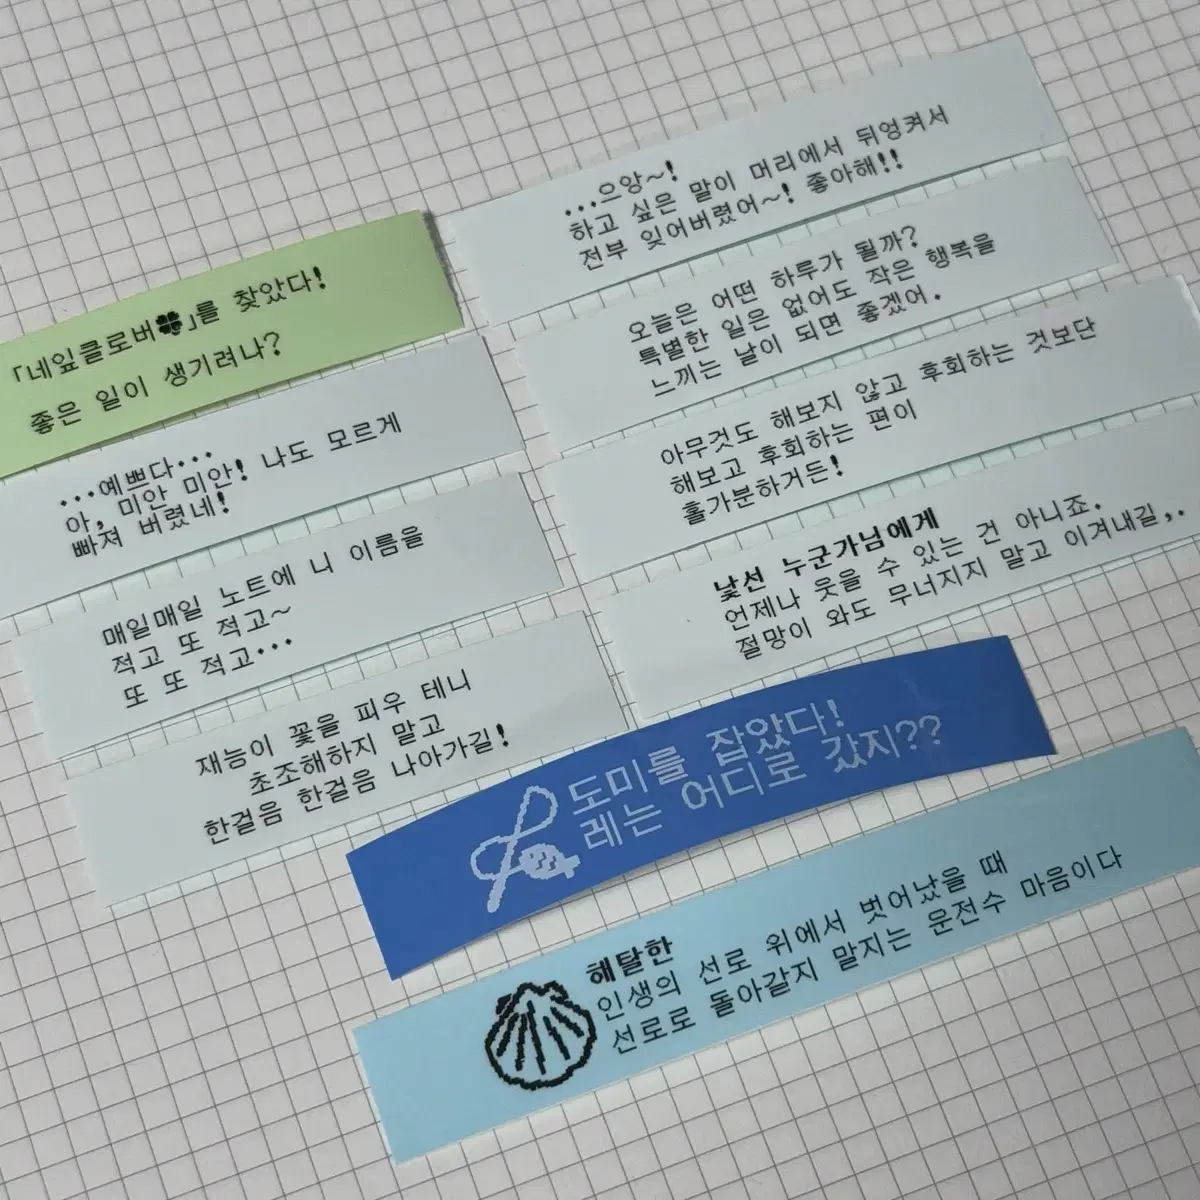 「네잎클로버🍀」를 찾았다!
좋은 일이 생기려나?
...예쁘다...
아, 미안 미안! 나도 모르게
빠져 버렸네!
매일매일 노트에 니 이름을
적고 또 적고~
또 또 적고...
재능이 꽃을 피우 테니
초조해하지 말고
한걸음 한걸음 나아가길!
...으앙~!
하고 싶은 말이 머리에서 뒤엉켜서
전부 잊어버렸어~! 좋아해!!
오늘은 어떤 하루가 될까?
특별한 일은 없어도 작은 행복을
느끼는 날이 되면 좋겠어.
아무것도 해보지 않고 후회하는 것보단
해보고 후회하는 편이
홀가분하거든!
낯선 누군가님에게
언제나 웃을 수 있는 건 아니죠.
절망이 와도 무너지지 말고 이겨내길,.
도미를 잡았다!
레는 어디로 갔지??
해탈한
인생의 선로 위에서 벗어났을 때
선로로 돌아갈지 말지는 운전수 마음이다